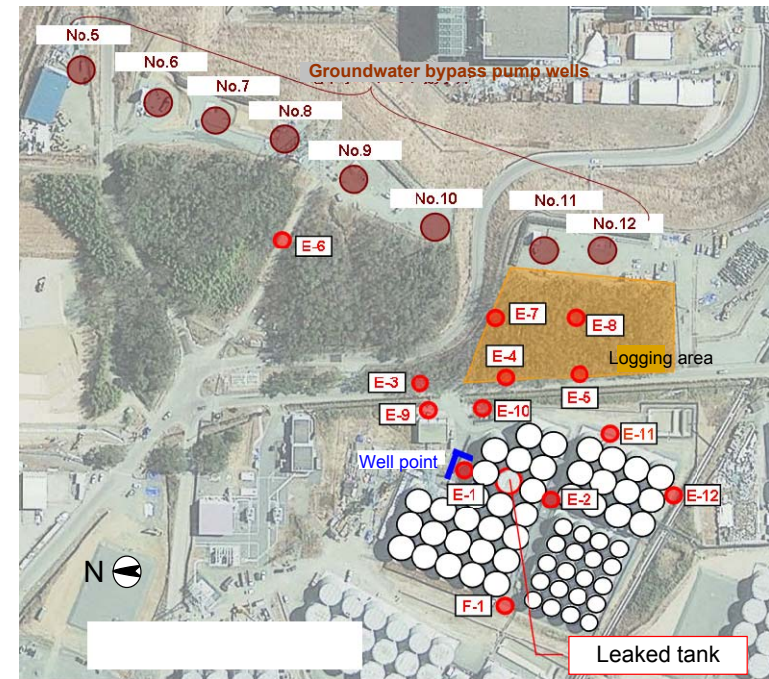 No.5
No.6
No.7
Groundwater bypass pump wells
No.8
No.9
No.10
No.11
No.12
E-6
E-7
E-8
E-4
Logging area
E-3
E-5
E-9
E-10
E-11
Well point
E-1
E-2
E-12
N
F-1
Leaked tank